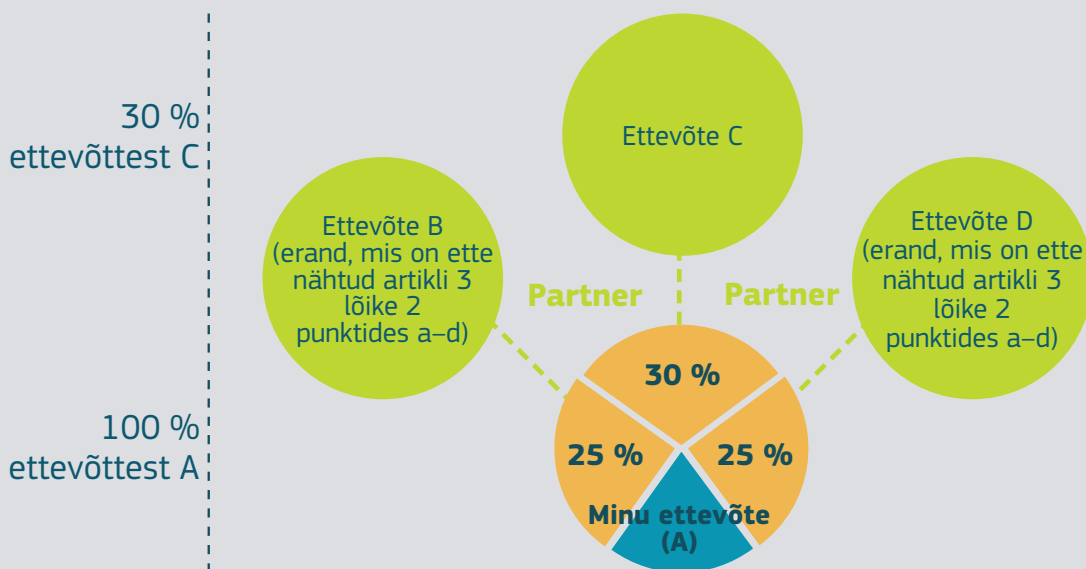 30 %
ettevõttest C
Ettevõte C
Ettevõte B
(erand, mis on ette
nähtud artikli 3
lõike 2
punktides a–d)
Ettevõte D
(erand, mis on ette
nähtud artikli 3
lõike 2
punktides a–d)
Partner
Partner
30 %
100 %
ettevõttest A
25 %
25 %
Minu ettevõte
(A)